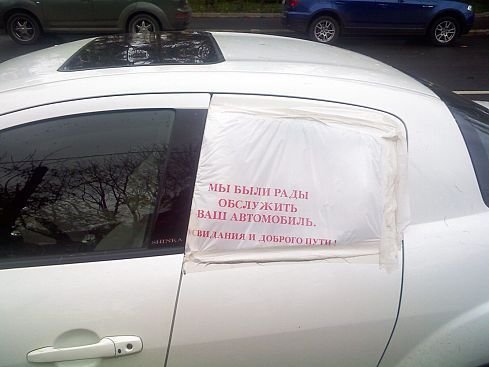 МЫ БЫЛИ РАДЫ
ОБСЛУЖИТЬ
ВАШ АВТОМОБИЛЬ.
СВИДАНИЯ И ДОБРОГО ПУТИ!
SHINKA